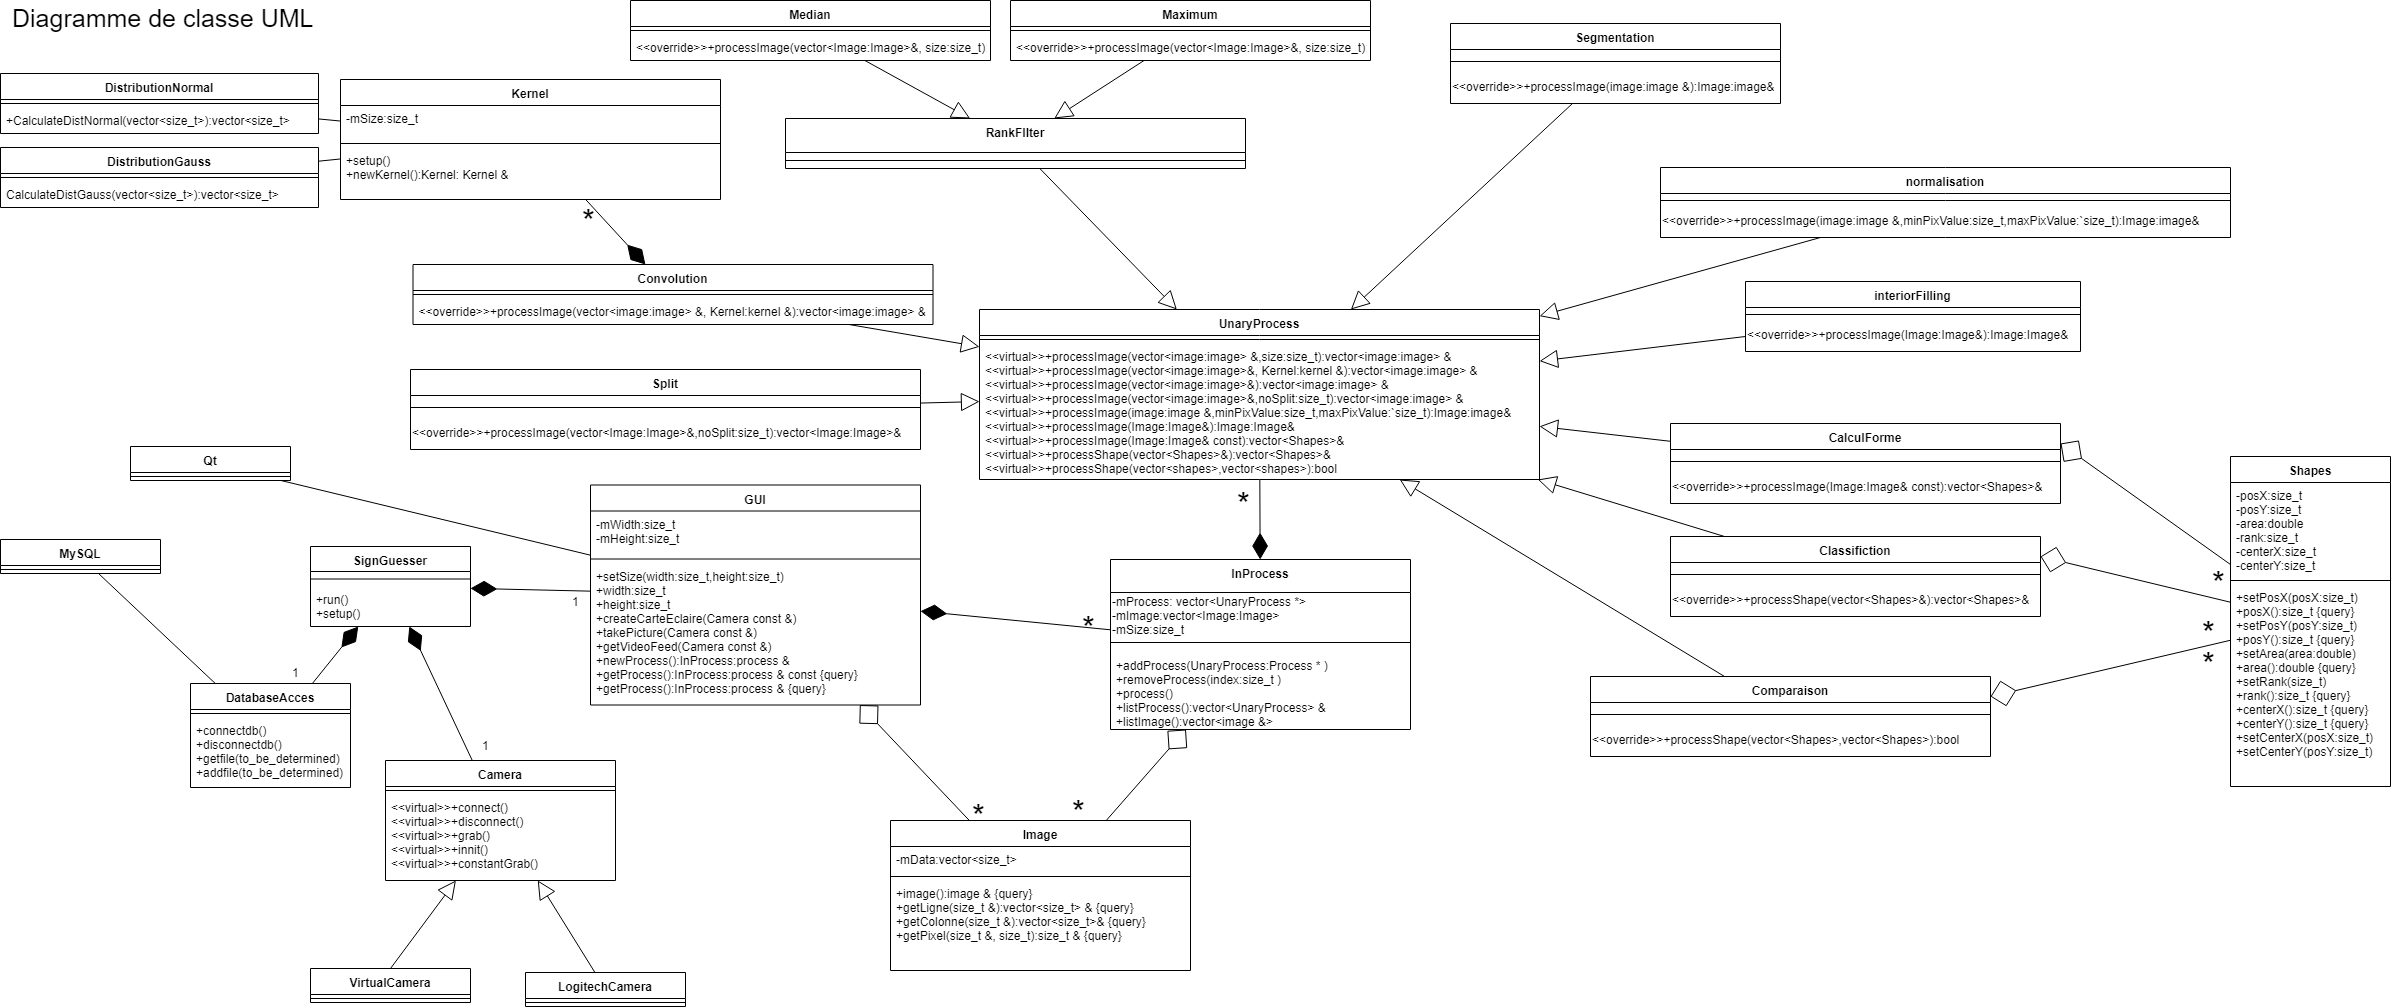 Diagramme de classe UML
Median
<<override>>+processImage(vector<Image:Image>&, size:size_t)
Maximum
<<override>>+processImage(vector<Image:Image>&, size:size_t)
Segmentation
<<override>>+processImage(image:image &):Image:image&
DistributionNormal
+CalculateDistNormal(vector<size_t>):vector<size_t>
DistributionGauss
CalculateDistGauss(vector<size_t>):vector<size_t>
Kernel
-mSize:size_t
+setup()
+newKernel():Kernel: Kernel &
*
RankFIlter
normalisation
<<override>>+processImage(image:image &,minPixValue:size_t,maxPixValue:`size_t):Image:image&
Convolution
<<override>>+processImage(vector<image:image> &, Kernel:kernel &):vector<image:image> &
interiorFilling
<<override>>+processImage(Image:Image&):Image:Image&
UnaryProcess
<<virtual>>+processImage(vector<image:image> &,size:size_t):vector<image:image> &
<<virtual>>+processImage(vector<image:image>&, Kernel:kernel &):vector<image:image> &
<<virtual>>+processImage(vector<image:image>&):vector<image:image> &
<<virtual>>+processImage(vector<image:image>&,noSplit:size_t):vector<image:image> &
<<virtual>>+processImage(image:image &,minPixValue:size_t,maxPixValue:`size_t):Image:image&
<<virtual>>+processImage(Image:Image&):Image:Image&
<<virtual>>+processImage(Image:Image& const):vector<Shapes>&
<<virtual>>+processShape(vector<Shapes>&):vector<Shapes>&
<<virtual>>+processShape(vector<shapes>,vector<shapes>):bool
*
Split
<<override>>+processImage(vector<Image:Image>&,noSplit:size_t):vector<Image:Image>&
CalculForme
<<override>>+processImage(Image:Image& const):vector<Shapes>&
Qt
MySQL
SignGuesser
+run()
+setup()
1
1
1
GUI
-mWidth:size_t
-mHeight:size_t
+setSize(width:size_t,height:size_t)
+width:size_t
+height:size_t
+createCarteEclaire(Camera const &)
+takePicture(Camera const &)
+getVideoFeed(Camera const &)
+newProcess():InProcess:process &
+getProcess():InProcess:process & const {query}
+getProcess():InProcess:process & {query}
*
InProcess
-mProcess: vector<UnaryProcess *>
-mImage:vector<Image:Image>
-mSize:size_t
+addProcess(UnaryProcess:Process * )
+removeProcess(index:size_t )
+process()
+listProcess():vector<UnaryProcess> &
+listImage():vector<image &>
Classifiction
<<override>>+processShape(vector<Shapes>&):vector<Shapes>&
Comparaison
<<override>>+processShape(vector<Shapes>,vector<Shapes>):bool
*
*
*
Shapes
-posX:size_t
-posY:size_t
-area:double
-rank:size_t
-centerX:size_t
-centerY:size_t
+setPosX(posX:size_t)
+posX():size_t {query}
+setPosY(posY:size_t)
+posY():size_t {query}
+setArea(area:double)
+area():double {query}
+setRank(size_t)
+rank():size_t {query}
+centerX():size_t {query}
+centerY():size_t {query}
+setCenterX(posX:size_t)
+setCenterY(posY:size_t)
DatabaseAcces
+connectdb()
+disconnectdb()
+getfile(to_be_determined)
+addfile(to_be_determined)
Camera
<<virtual>>+connect()
<<virtual>>+disconnect()
<<virtual>>+grab()
<<virtual>>+innit()
<<virtual>>+constantGrab()
*
*
Image
-mData:vector<size_t>
+image():image & {query}
+getLigne(size_t &):vector<size_t> & {query}
+getColonne(size_t &):vector<size_t>& {query}
+getPixel(size_t &, size_t):size_t & {query}
VirtualCamera
LogitechCamera